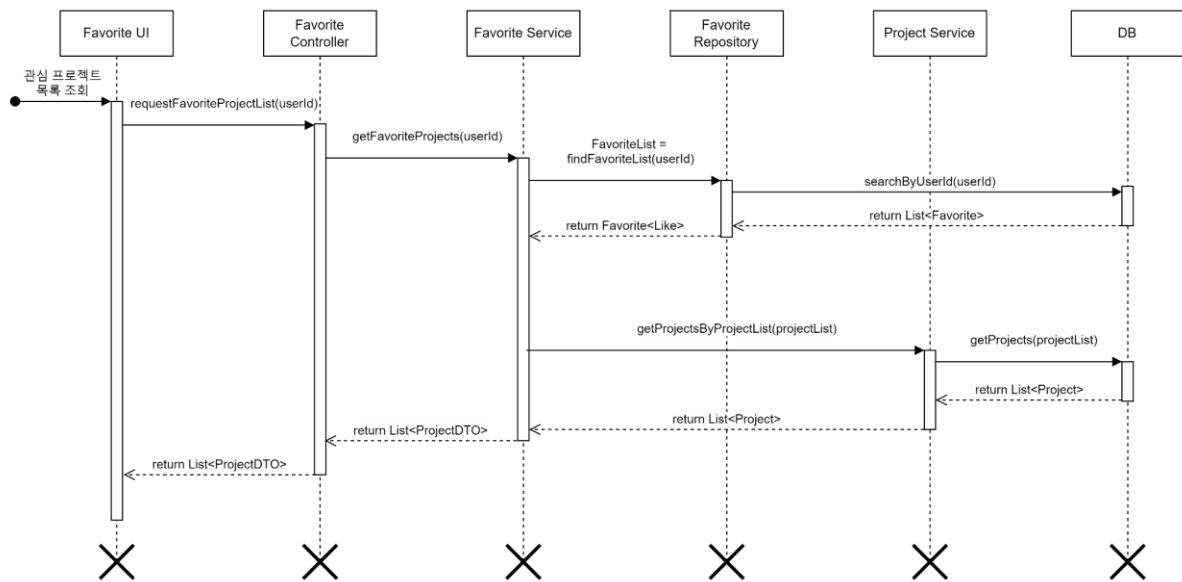 Favorite UI
Favorite
Controller
Favorite Service
Favorite
Repository
Project Service
DB
관심 프로젝트
목록 조회
requestFavoriteProjectList(userId)
getFavoriteProjects(userId)
FavoriteList =
findFavoriteList(userId)
searchByUserId(userId)
return List<Favorite>
return Favorite<Like>
getProjectsByProjectList(projectList)
getProjects(projectList)
return List<Project>
return List<Project>
return List<ProjectDTO>
return List<ProjectDTO>